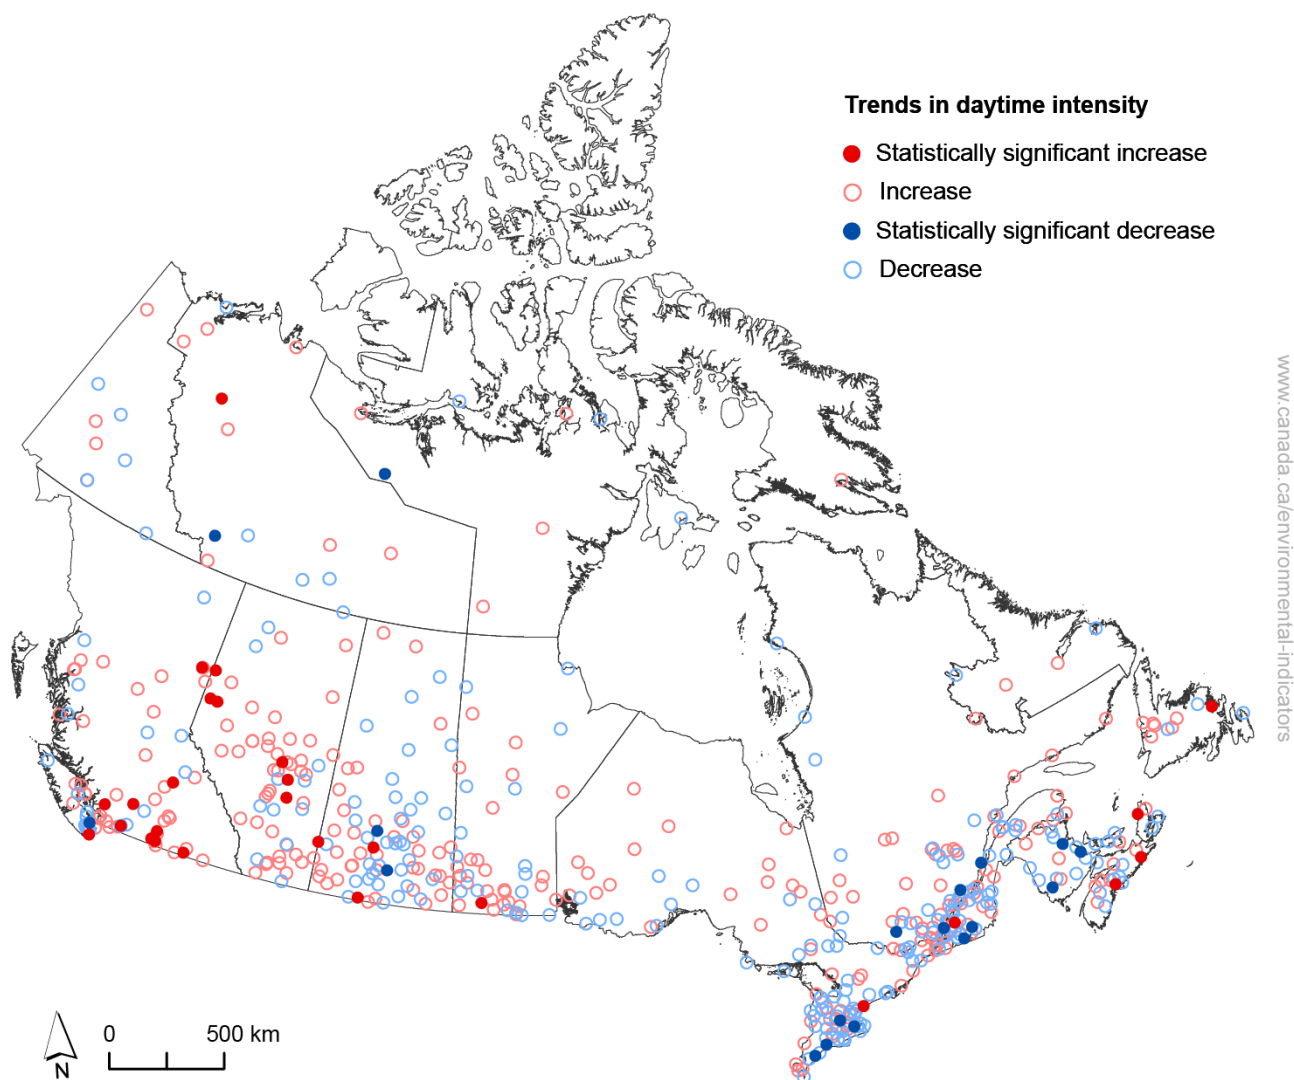 Trends in daytime intensity
Statistically significant increase
Increase
Statistically significant decrease
Decrease
www.canada.ca/environmental-indicators
0 500 km
N